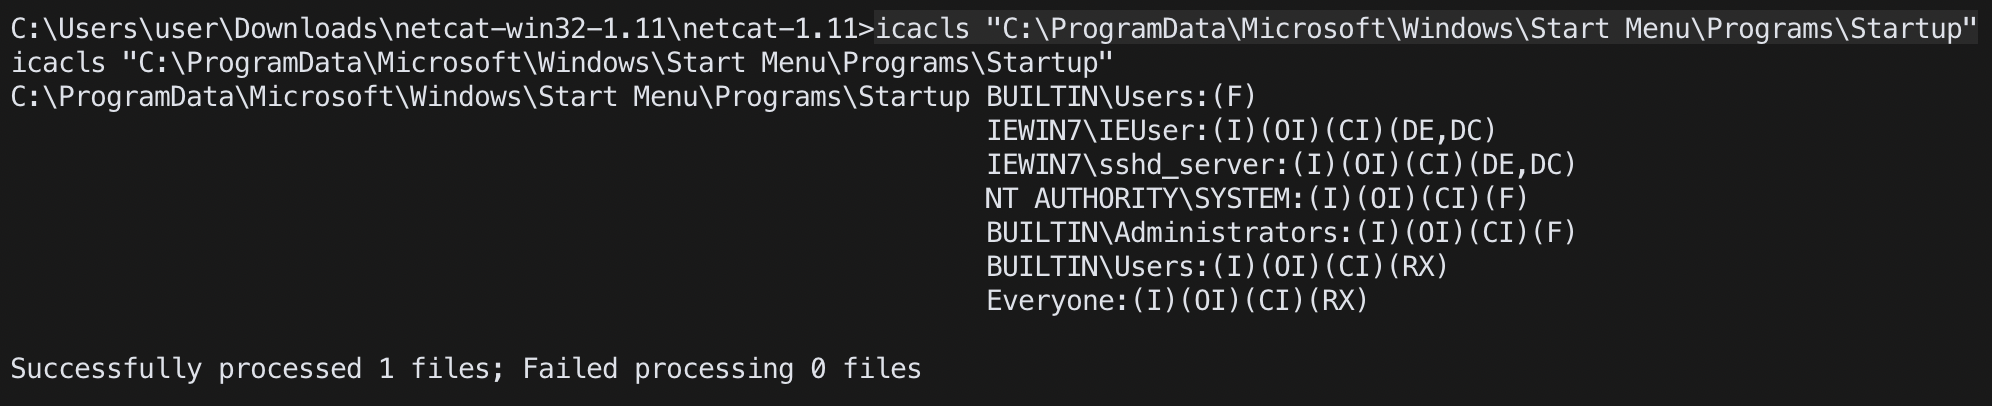 C:\Users\user\Downloads\netcat-win32-1.11\netcat-1.11>icacls "C:\ProgramData\Microsoft\Windows\Start Menu\Programs\Startup"
icacls "C:\ProgramData\Microsoft\Windows\Start Menu\Programs\Startup"
C:\ProgramData\Microsoft\Windows\Start Menu\Programs\Startup BUILTIN\Users:(F)
IEWIN7\IEUser:(I)(OI)(CI)(DE,DC)
IEWIN7\sshd_server:(I)(OI)(CI)(DE,DC)
NT AUTHORITY\SYSTEM:(I)(OI)(CI)(F)
BUILTIN\Administrators:(I)(OI)(CI)(F)
BUILTIN\Users:(I)(OI)(CI)(RX)
Everyone:(I)(OI)(CI)(RX)
Successfully processed 1 files; Failed processing 0 files